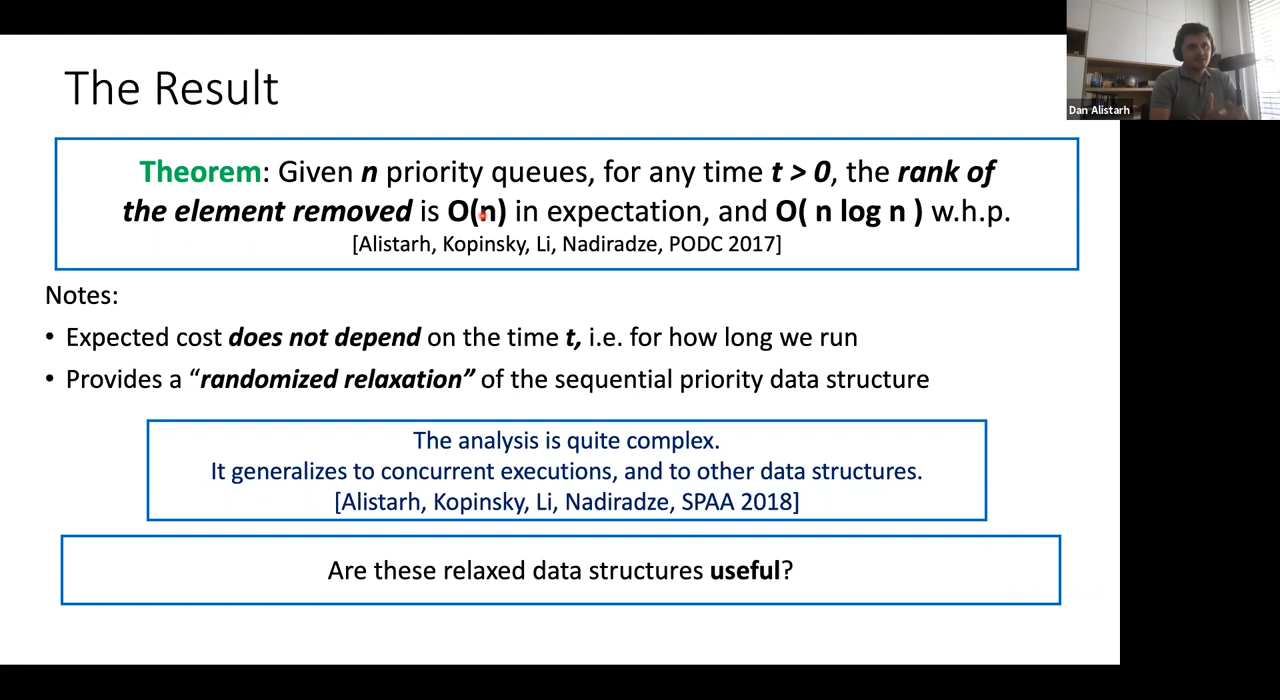 The Result
Dan Alistarh
Theorem: Given n priority queues, for any time t > 0, the rank of
the element removed is O(n) in expectation, and O( n log n ) w.h.p.
[Alistarh, Kopinsky, Li, Nadiradze, PODC 2017]
Notes:
• Expected cost does not depend on the time t, i.e. for how long we run
• Provides a “randomized relaxation” of the sequential priority data structure
The analysis is quite complex.
It generalizes to concurrent executions, and to other data structures.
[Alistarh, Kopinsky, Li, Nadiradze, SPAA 2018]
Are these relaxed data structures useful?